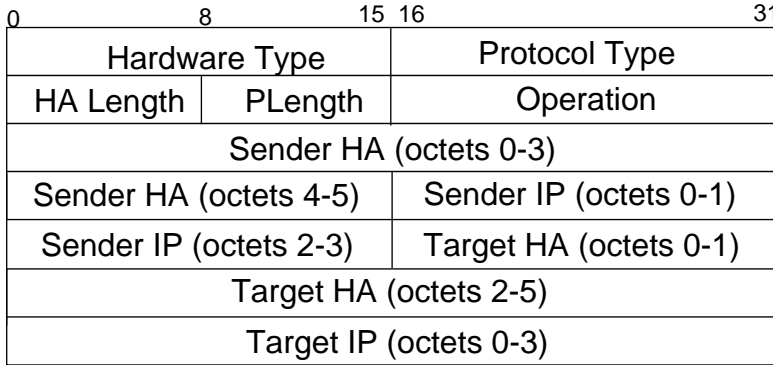 0 8 15 16 31
Hardware Type Protocol Type
HA Length PLength Operation
Sender HA (octets 0-3)
Sender HA (octets 4-5) Sender IP (octets 0-1)
Sender IP (octets 2-3) Target HA (octets 0-1)
Target HA (octets 2-5)
Target IP (octets 0-3)